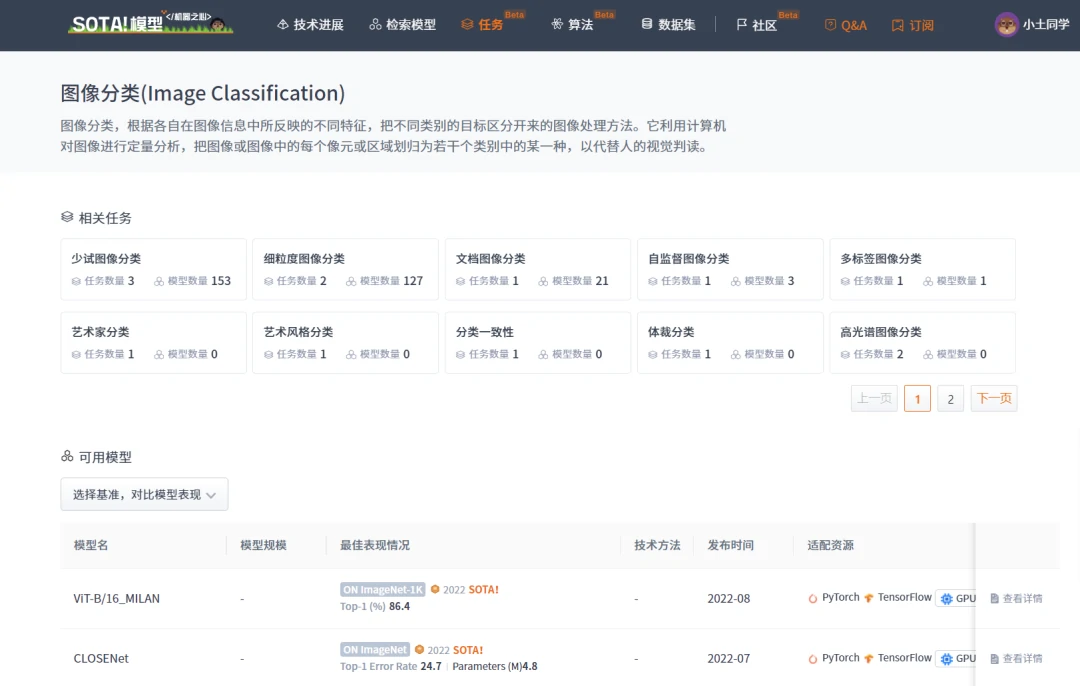 SOTA!模型 </机器之心>
技术进展 检索模型 任务 Beta 算法 Beta 数据集 社区 Beta Q&A 订阅 小土同学
图像分类(Image Classification)
图像分类，根据各自在图像信息中所反映的不同特征，把不同类别的目标区分开来的图像处理方法。它利用计算机
对图像进行定量分析，把图像或图像中的每个像元或区域划归为若干个类别中的某一种，以代替人的视觉判读。
相关任务
少试图像分类 细粒度图像分类 文档图像分类 自监督图像分类 多标签图像分类
任务数量 3 模型数量 153 任务数量 2 模型数量 127 任务数量 1 模型数量 21 任务数量 1 模型数量 3 任务数量 1 模型数量 1
艺术家分类 艺术风格分类 分类一致性 体裁分类 高光谱图像分类
任务数量 1 模型数量 0 任务数量 1 模型数量 0 任务数量 1 模型数量 0 任务数量 1 模型数量 0 任务数量 2 模型数量 0
上一页 1 2 下一页
可用模型
选择基准，对比模型表现
模型名 模型规模 最佳表现情况 技术方法 发布时间 适配资源
ViT-B/16_MILAN - ON ImageNet-1K 2022 SOTA! - 2022-08 PyTorch TensorFlow GPU 查看详情
Top-1 (%) 86.4
CLOSENet - ON ImageNet 2022 SOTA! - 2022-07 PyTorch TensorFlow GPU 查看详情
Top-1 Error Rate 24.7 Parameters (M)4.8